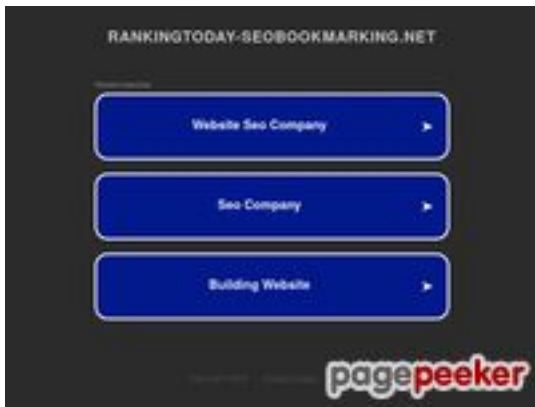 RANKINGTODAY-SEOBOOKMARKING.NET
Website Seo Company
Seo Company
Building Website
pagepeeker